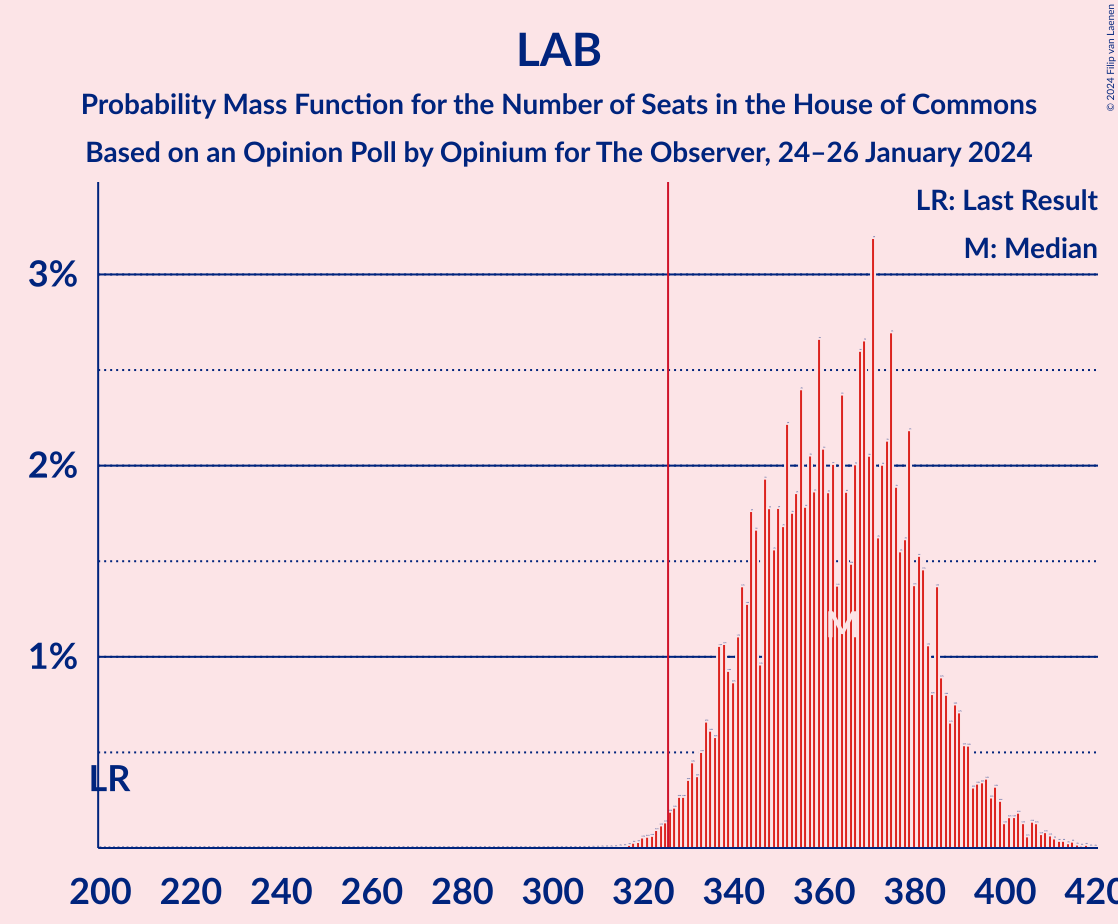 © 2024 Filip van Laenen
LAB
Probability Mass Function for the Number of Seats in the House of Commons
Based on an Opinion Poll by Opinium for The Observer, 24–26 January 2024
LR: Last Result
M: Median
3%
2%
1%
M
LR
200 220 240 260 280 300 320 340 360 380 400 420